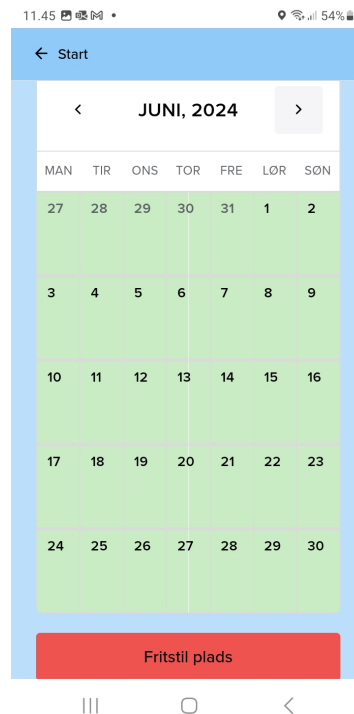 11.45 54%
Start
JUNI, 2024
MAN TIR ONS TOR FRE LØR SØN
27 28 29 30 31 1 2
3 4 5 6 7 8 9
10 11 12 13 14 15 16
17 18 19 20 21 22 23
24 25 26 27 28 29 30
Fritstil plads